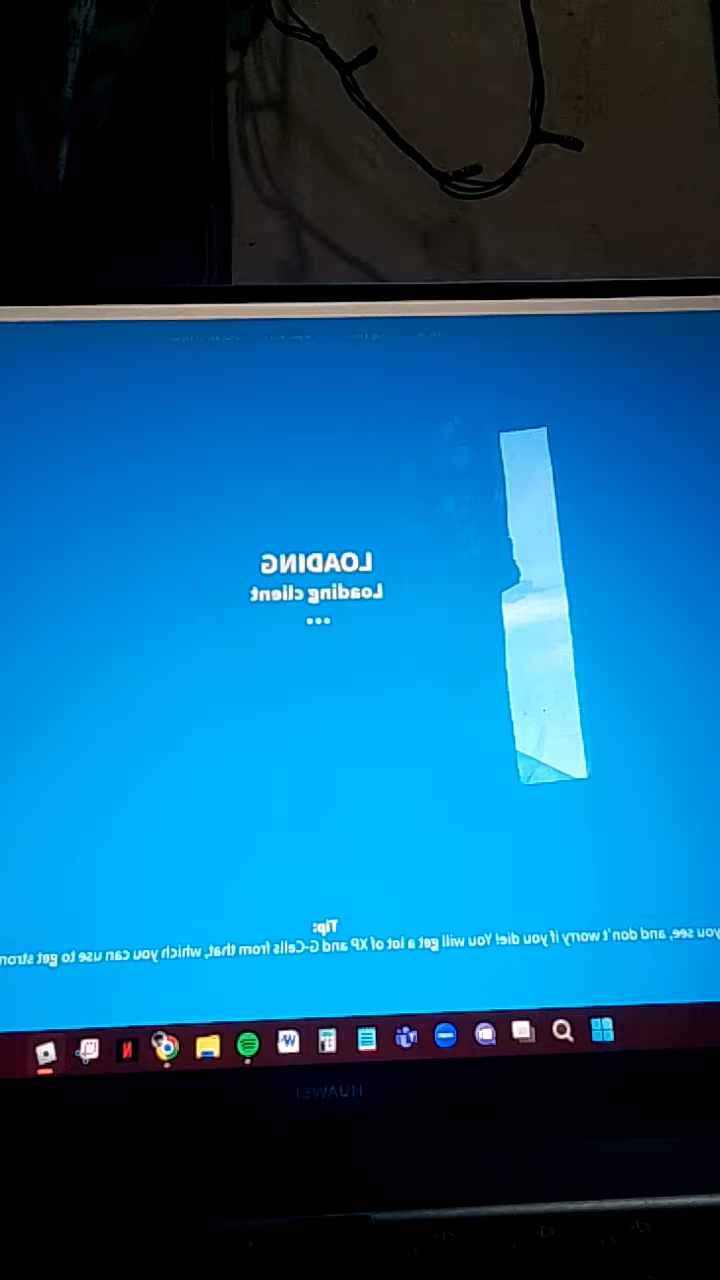 LOADING
Loading client
...
Tip:
you see, and don't worry if you die! You will get a lot of XP and G-Cells from that, which you can use to get
HUAWEI